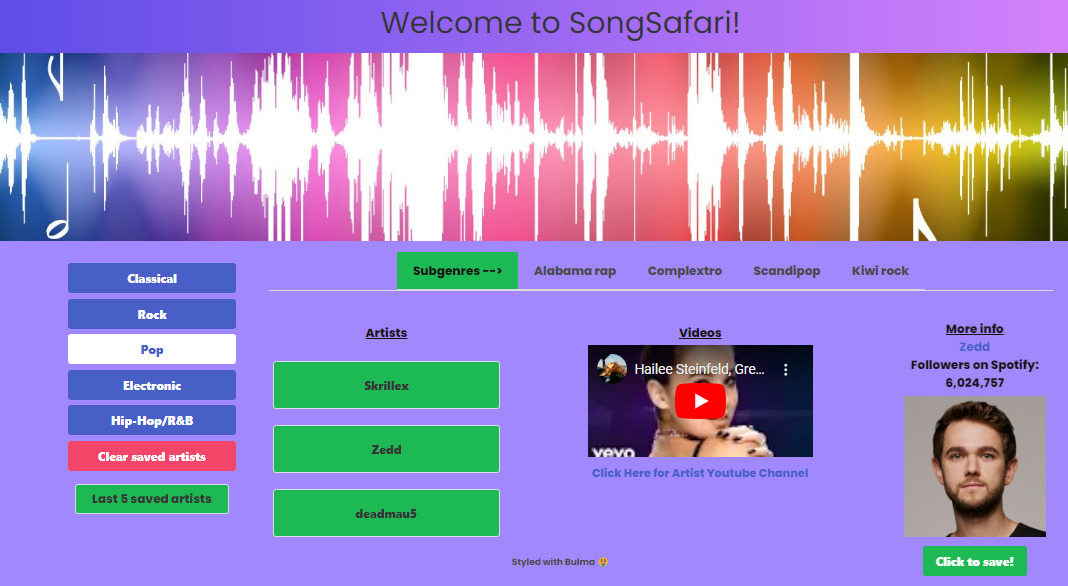 Welcome to SongSafari!
Classical
Rock
Pop
Electronic
Hip-Hop/R&B
Clear saved artists
Last 5 saved artists
Subgenres -->
Alabama rap
Complextro
Scandipop
Kiwi rock
Artists
Skrillex
Zedd
deadmau5
Videos
Hailee Steinfeld, Gre...
vevo
Click Here for Artist Youtube Channel
More info
Zedd
Followers on Spotify:
6,024,757
Click to save!
Styled with Bulma 🤑